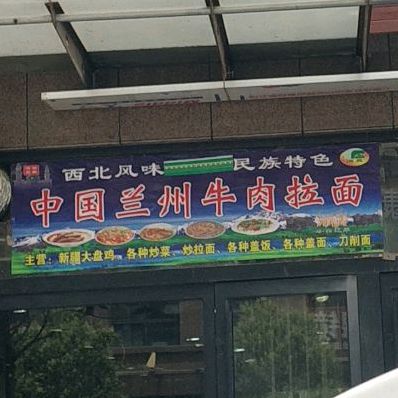 西北风味 民族特色
中国兰州牛肉拉面
主营：新疆大盘鸡、各种炒菜、炒拉面、各种盖饭、各种盖面、刀削面